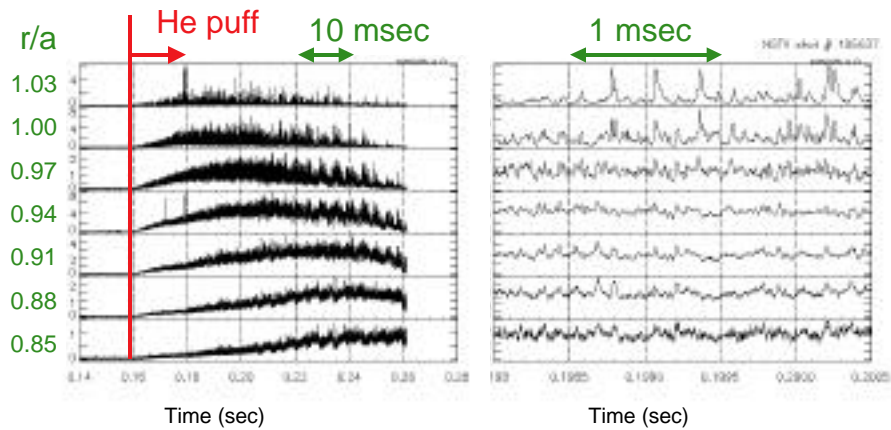 r/a
He puff
10 msec
1 msec
1.03
1.00
0.97
0.94
0.91
0.88
0.85
0.14 0.16 0.18 0.20 0.22 0.24 0.26 0.28
0.1985 0.1990 0.1995 0.2000 0.2005
Time (sec)
Time (sec)